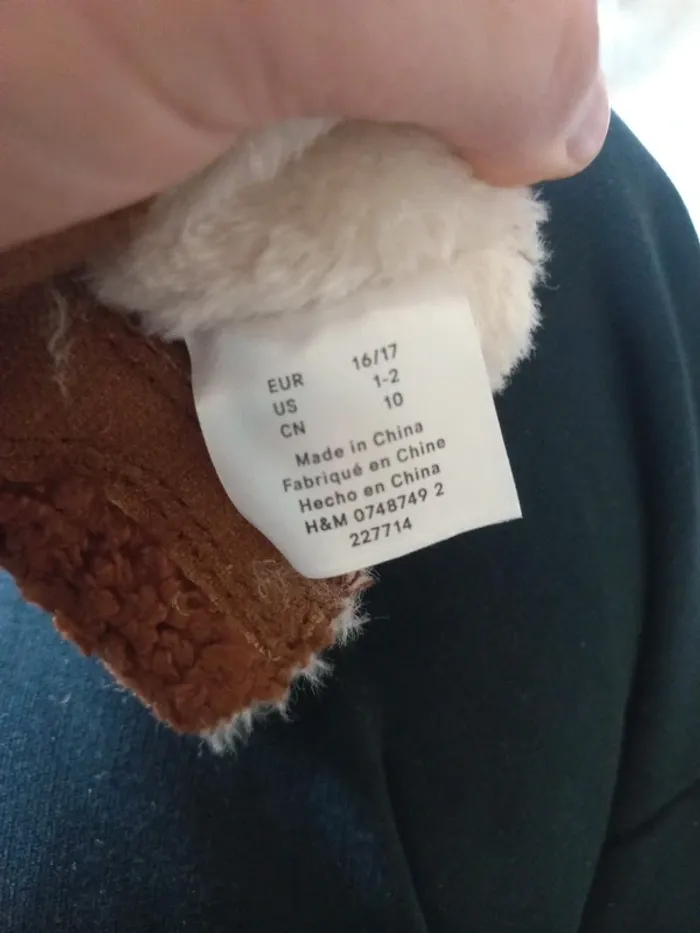 EUR 16/17
US 1-2
CN 10
Made in China
Fabriqué en Chine
Hecho en China
H&M 0748749 2
227714